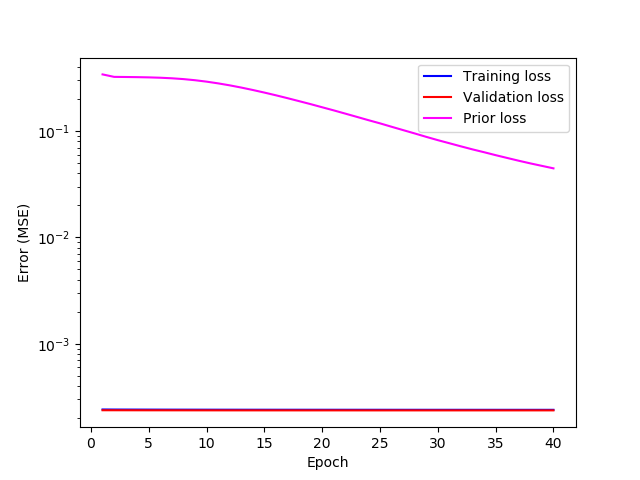 Training loss
Validation loss
Prior loss
10⁻¹
10⁻²
10⁻³
Error (MSE)
0 5 10 15 20 25 30 35 40
Epoch